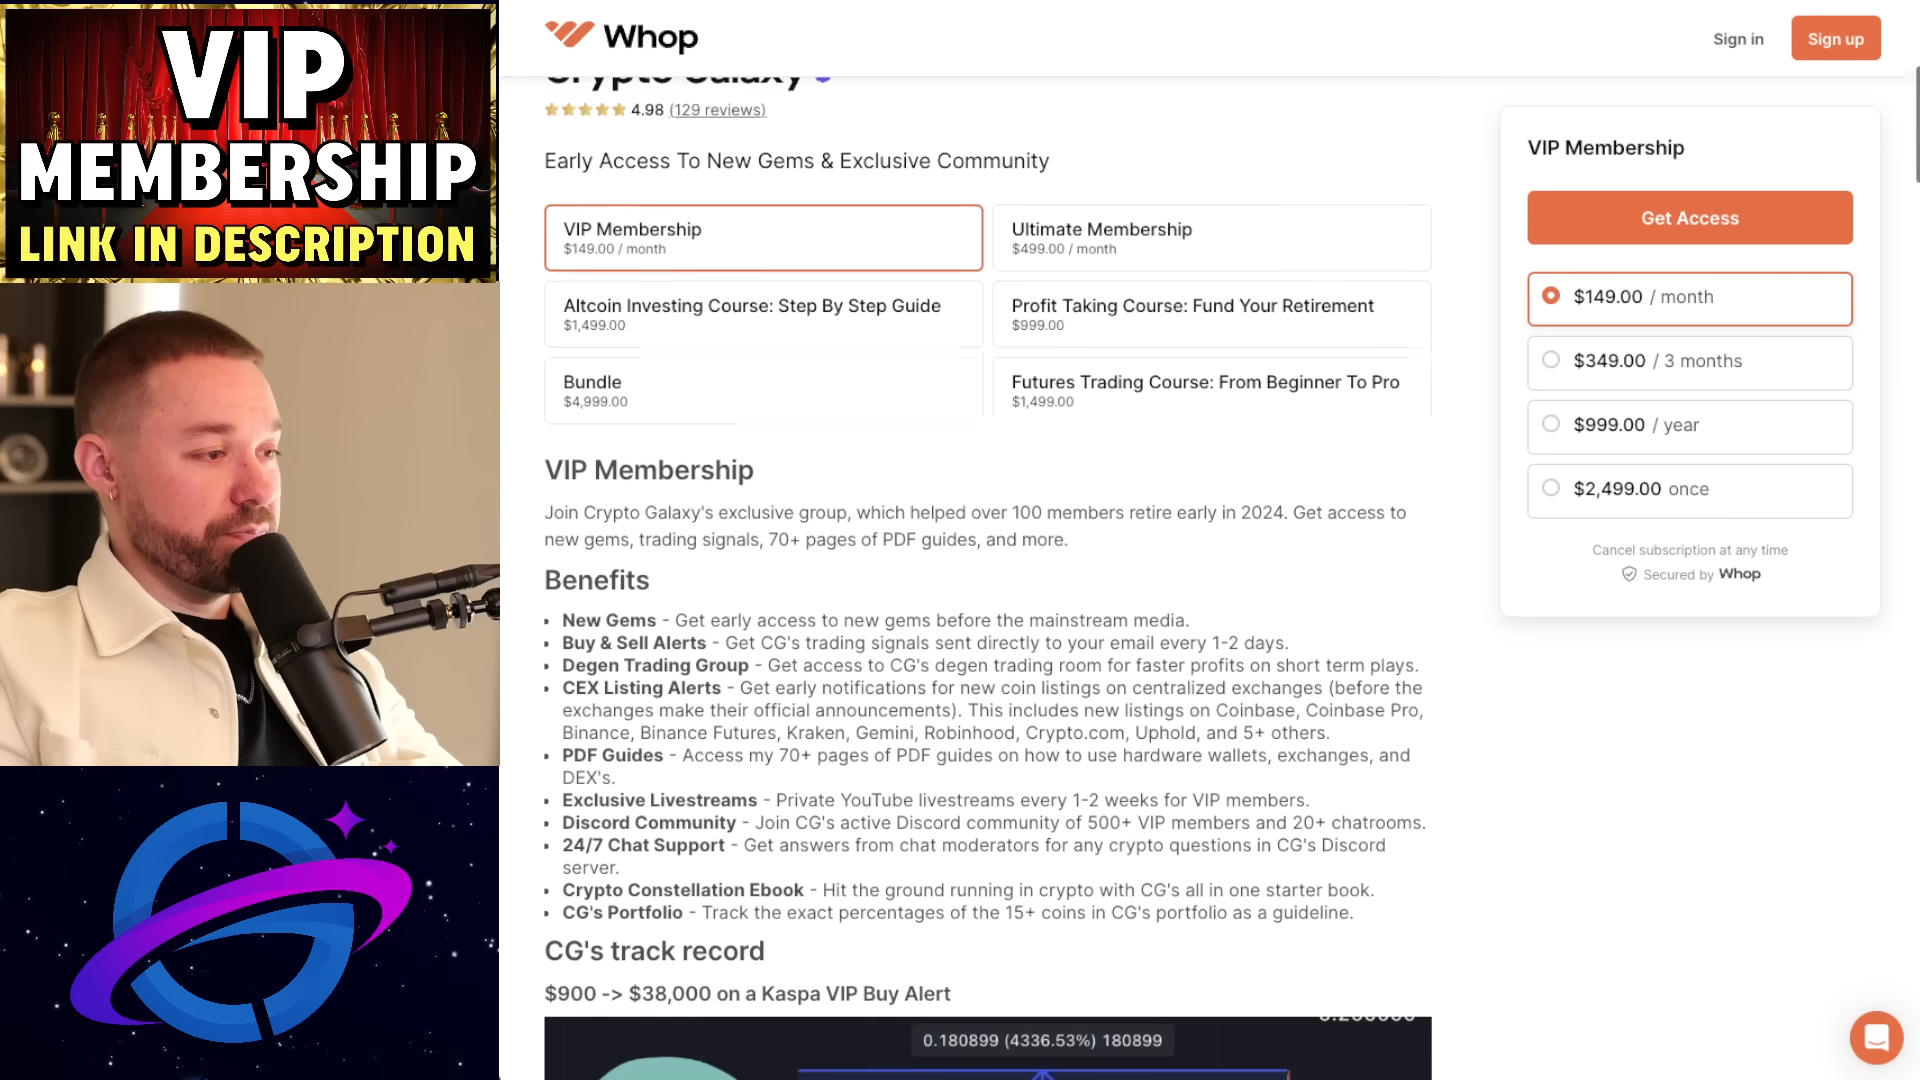 VIP
MEMBERSHIP
LINK IN DESCRIPTION
Whop
Sign in
Sign up
Crypto Galaxy
4.98 (129 reviews)
Early Access To New Gems & Exclusive Community
VIP Membership
$149.00 / month
Ultimate Membership
$499.00 / month
Altcoin Investing Course: Step By Step Guide
$1,499.00
Profit Taking Course: Fund Your Retirement
$999.00
Bundle
$4,999.00
Futures Trading Course: From Beginner To Pro
$1,499.00
VIP Membership
Join Crypto Galaxy's exclusive group, which helped over 100 members retire early in 2024. Get access to
new gems, trading signals, 70+ pages of PDF guides, and more.
Benefits
New Gems - Get early access to new gems before the mainstream media.
Buy & Sell Alerts - Get CG's trading signals sent directly to your email every 1-2 days.
Degen Trading Group - Get access to CG's degen trading room for faster profits on short term plays.
CEX Listing Alerts - Get early notifications for new coin listings on centralized exchanges (before the
exchanges make their official announcements). This includes new listings on Coinbase, Coinbase Pro,
Binance, Binance Futures, Kraken, Gemini, Robinhood, Crypto.com, Uphold, and 5+ others.
PDF Guides - Access my 70+ pages of PDF guides on how to use hardware wallets, exchanges, and
DEX's.
Exclusive Livestreams - Private YouTube livestreams every 1-2 weeks for VIP members.
Discord Community - Join CG's active Discord community of 500+ VIP members and 20+ chatrooms.
24/7 Chat Support - Get answers from chat moderators for any crypto questions in CG's Discord
server.
Crypto Constellation Ebook - Hit the ground running in crypto with CG's all in one starter book.
CG's Portfolio - Track the exact percentages of the 15+ coins in CG's portfolio as a guideline.
CG's track record
$900 -> $38,000 on a Kaspa VIP Buy Alert
0.180899 (4336.53%) 180899
VIP Membership
Get Access
$149.00 / month
$349.00 / 3 months
$999.00 / year
$2,499.00 once
Cancel subscription at any time
Secured by Whop